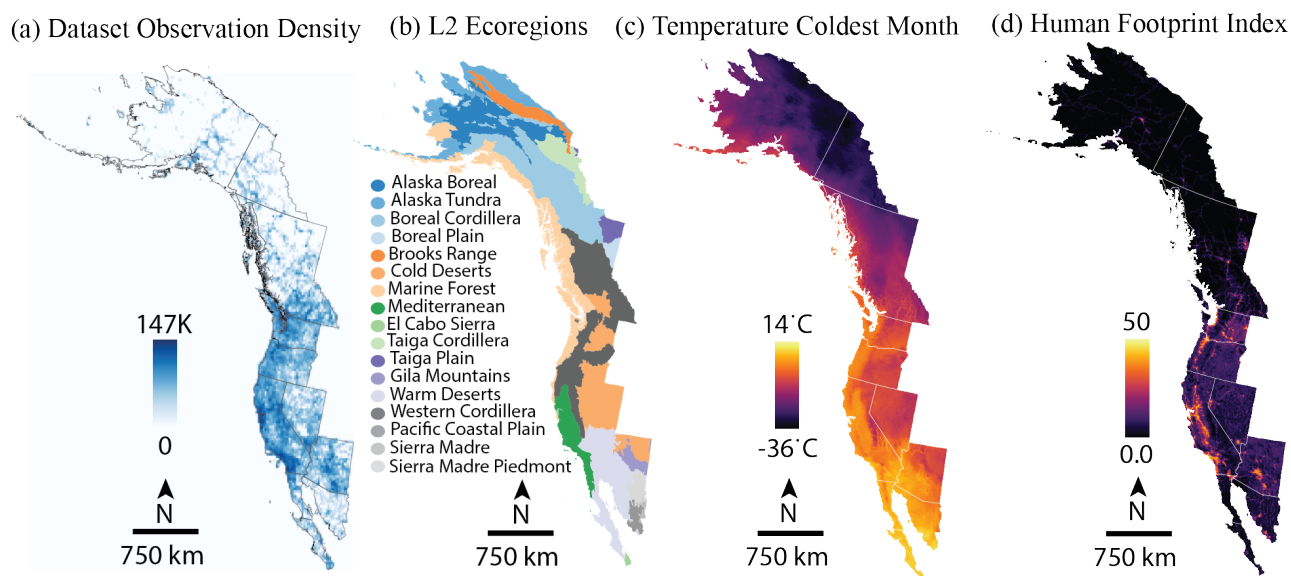 (a) Dataset Observation Density
(b) L2 Ecoregions
(c) Temperature Coldest Month
(d) Human Footprint Index
147K
0
N
750 km
Alaska Boreal
Alaska Tundra
Boreal Cordillera
Boreal Plain
Brooks Range
Cold Deserts
Marine Forest
Mediterranean
El Cabo Sierra
Taiga Cordillera
Taiga Plain
Gila Mountains
Warm Deserts
Western Cordillera
Pacific Coastal Plain
Sierra Madre
Sierra Madre Piedmont
N
750 km
14°C
-36°C
N
750 km
50
0.0
N
750 km